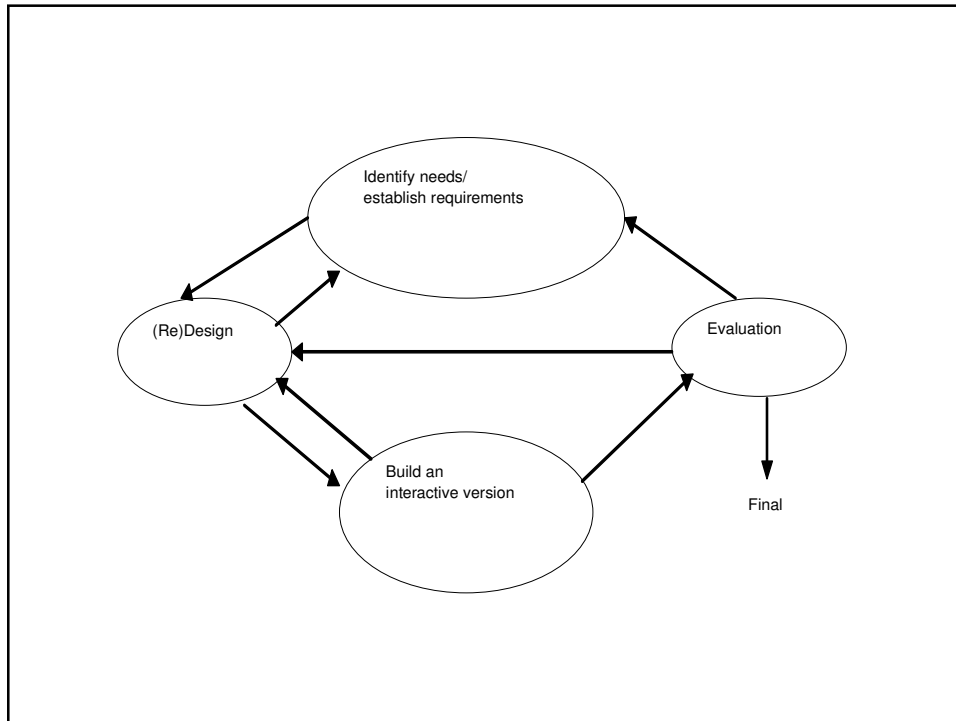 Identify needs/
establish requirements
(Re)Design
Evaluation
Build an
interactive version
Final